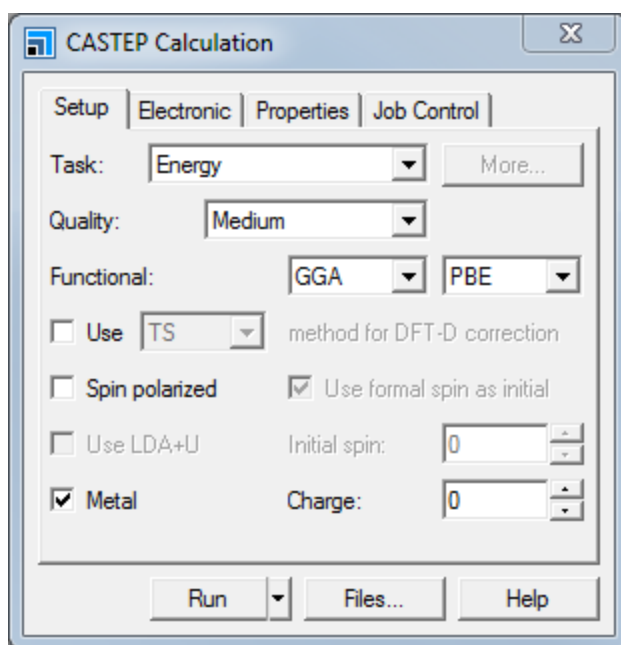 CASTEP Calculation
Setup Electronic Properties Job Control
Task: Energy More...
Quality: Medium
Functional: GGA PBE
Use TS method for DFT-D correction
Spin polarized Use formal spin as initial
Use LDA+U Initial spin: 0
Metal Charge: 0
Run Files... Help